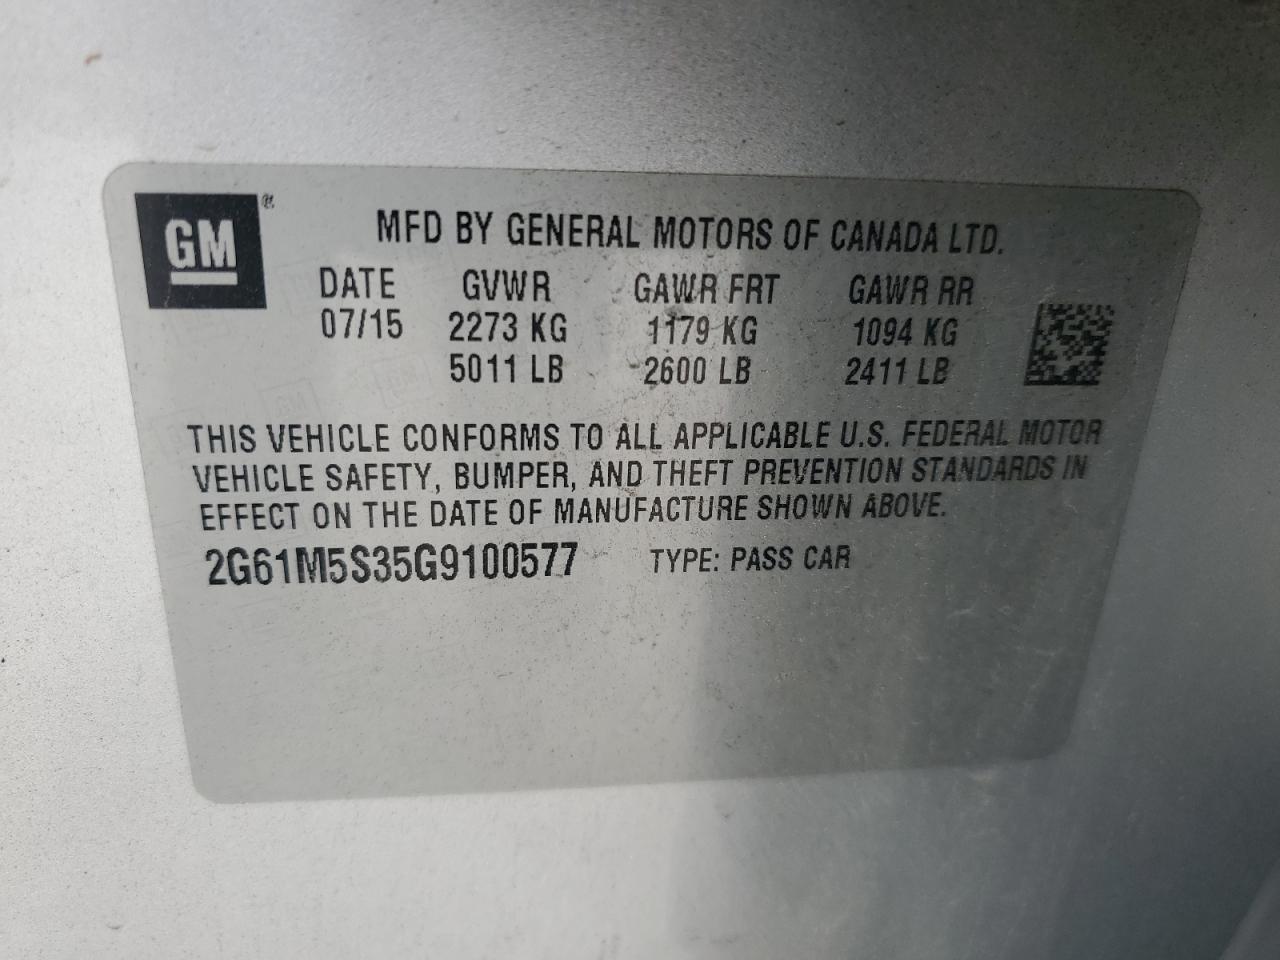 GM®
MFD BY GENERAL MOTORS OF CANADA LTD.
DATE GVWR GAWR FRT GAWR RR
07/15 2273 KG 1179 KG 1094 KG
5011 LB 2600 LB 2411 LB
THIS VEHICLE CONFORMS TO ALL APPLICABLE U.S. FEDERAL MOTOR
VEHICLE SAFETY, BUMPER, AND THEFT PREVENTION STANDARDS IN
EFFECT ON THE DATE OF MANUFACTURE SHOWN ABOVE.
2G61M5S35G9100577 TYPE: PASS CAR